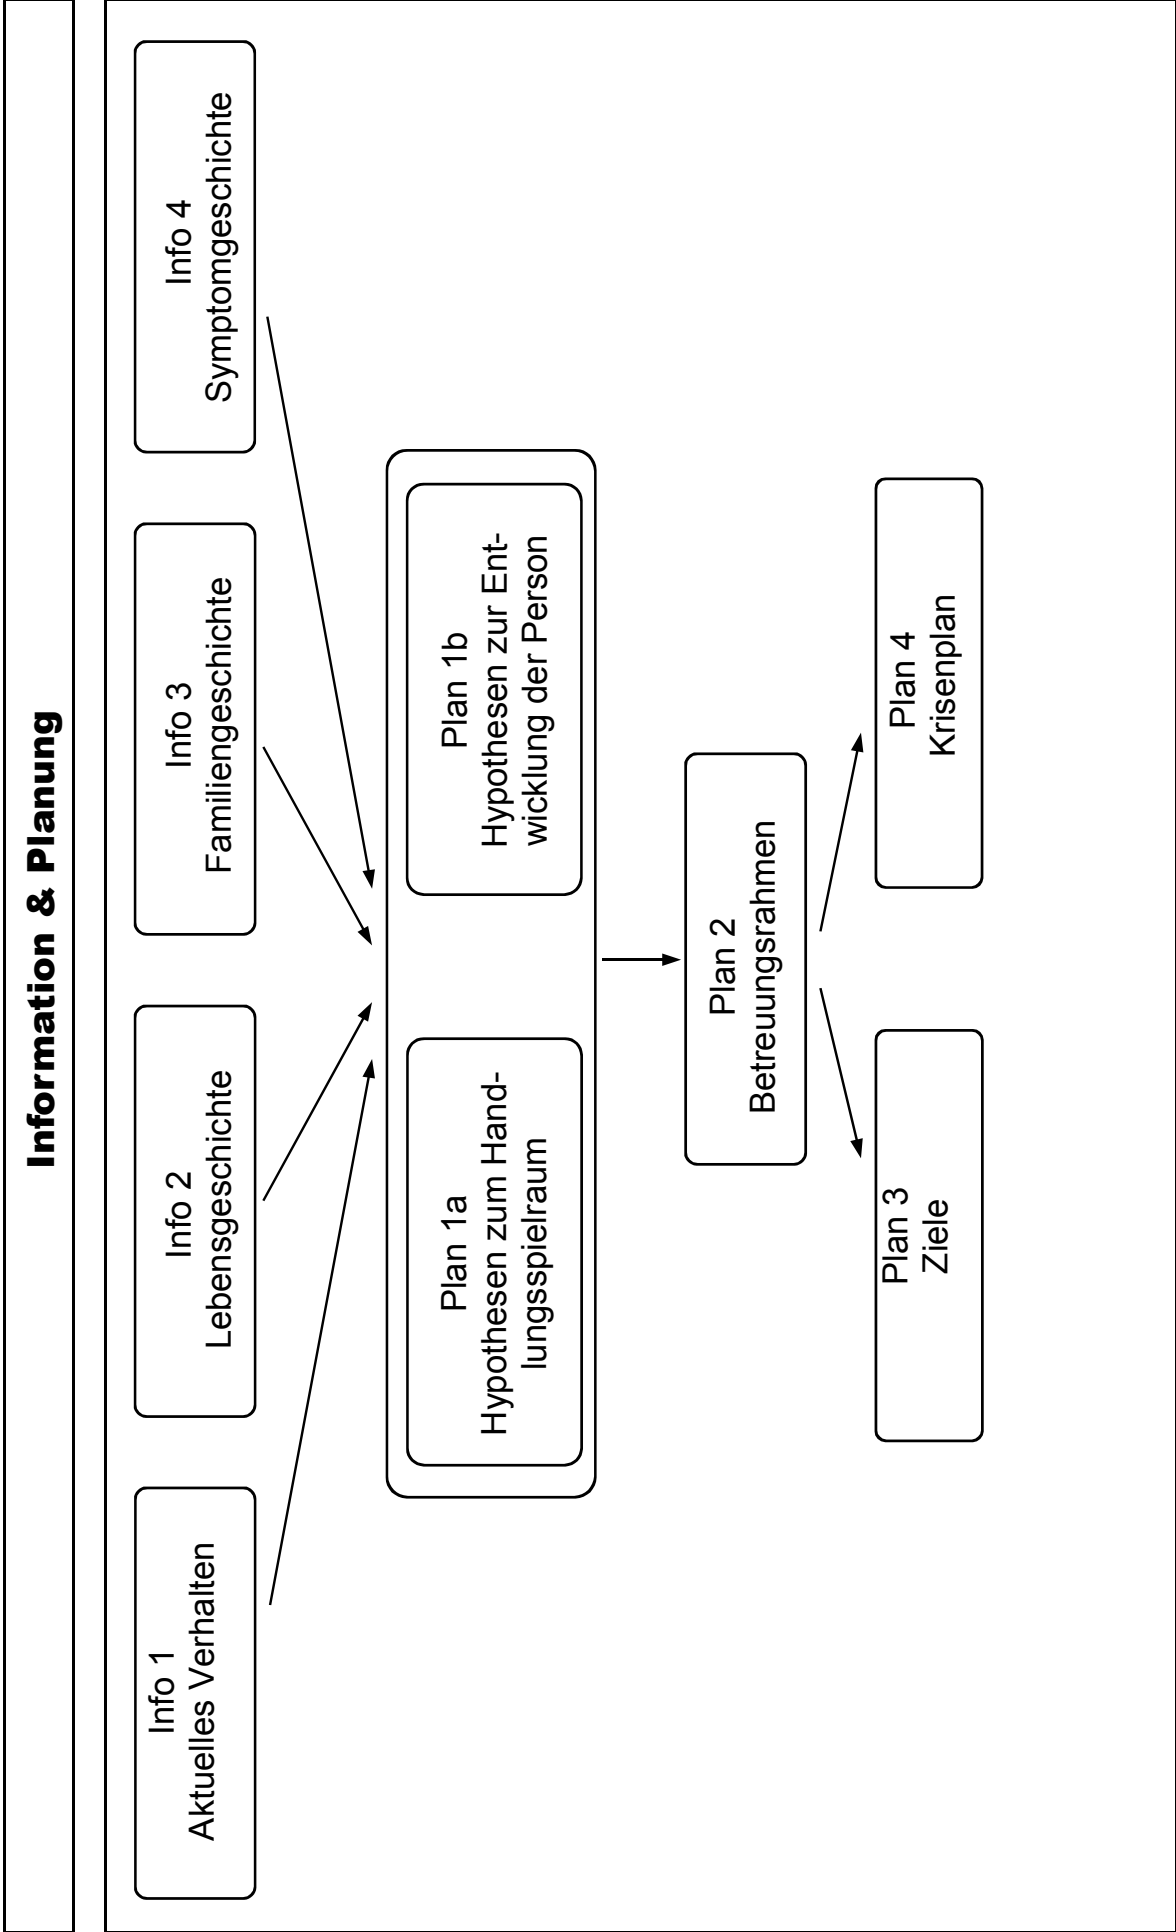 Information & Planung
Info 1
Aktuelles Verhalten
Info 2
Lebensgeschichte
Info 3
Familiengeschichte
Info 4
Symptomgeschichte
Plan 1a
Hypothesen zum Hand-
lungsspielraum
Plan 1b
Hypothesen zur Ent-
wicklung der Person
Plan 2
Betreuungsrahmen
Plan 3
Ziele
Plan 4
Krisenplan